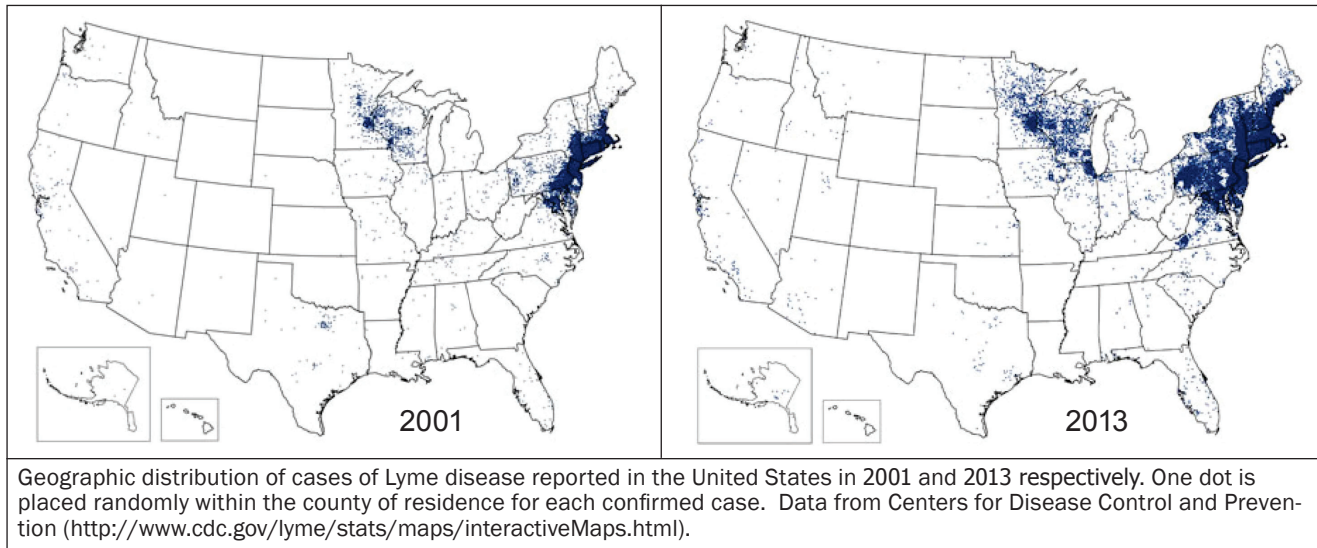 2001
2013
Geographic distribution of cases of Lyme disease reported in the United States in 2001 and 2013 respectively. One dot is
placed randomly within the county of residence for each confirmed case.  Data from Centers for Disease Control and Preven-
tion (http://www.cdc.gov/lyme/stats/maps/interactiveMaps.html).